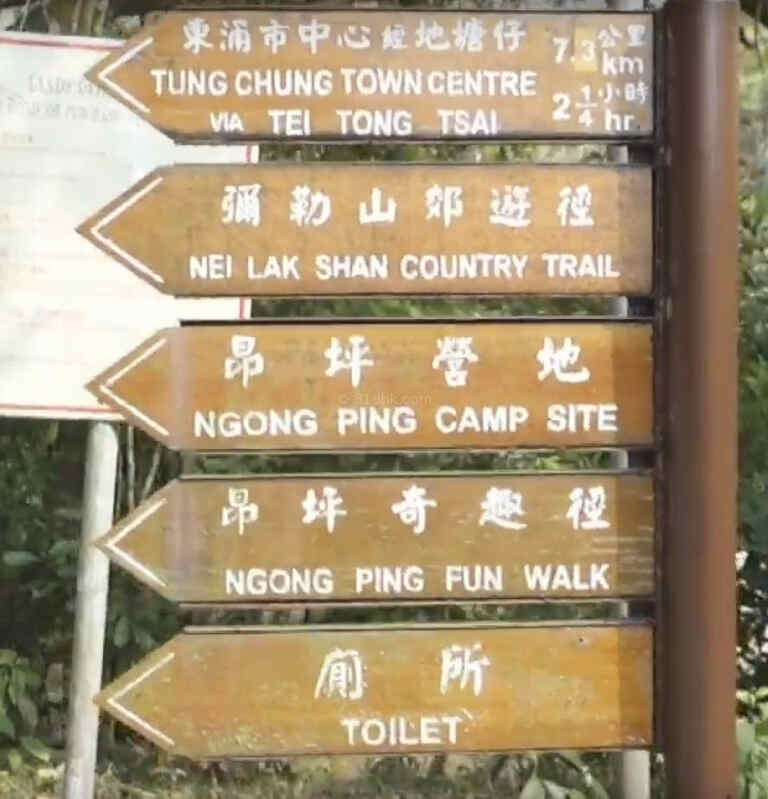 東涌市中心經地塘仔 7.3公里
km
TUNG CHUNG TOWN CENTRE
VIA TEI TONG TSAI 2 1/4 小時
hr.
彌勒山郊遊徑
NEI LAK SHAN COUNTRY TRAIL
昂坪營地
NGONG PING CAMP SITE
昂坪奇趣徑
NGONG PING FUN WALK
廁所
TOILET